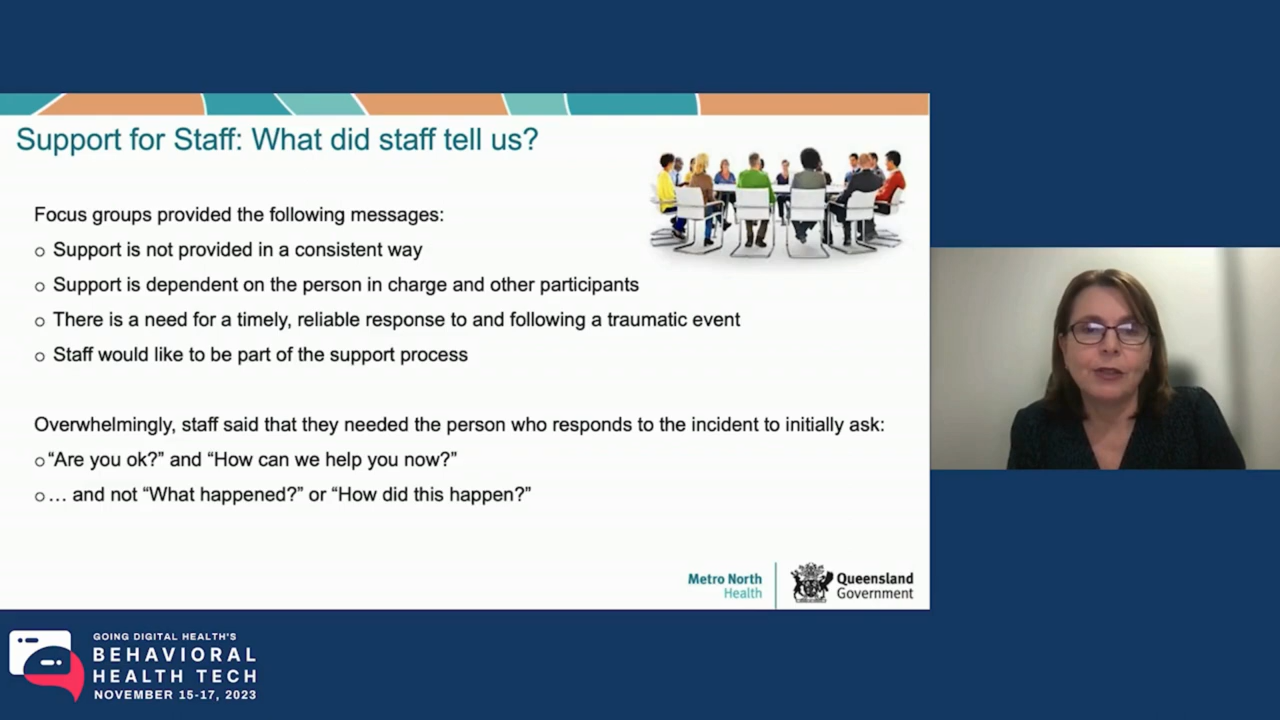 Support for Staff: What did staff tell us?
Focus groups provided the following messages:
o Support is not provided in a consistent way
o Support is dependent on the person in charge and other participants
o There is a need for a timely, reliable response to and following a traumatic event
o Staff would like to be part of the support process
Overwhelmingly, staff said that they needed the person who responds to the incident to initially ask:
o “Are you ok?” and “How can we help you now?”
o … and not “What happened?” or “How did this happen?”
Metro North
Health
Queensland
Government
GOING DIGITAL HEALTH'S
BEHAVIORAL
HEALTH TECH
NOVEMBER 15-17, 2023